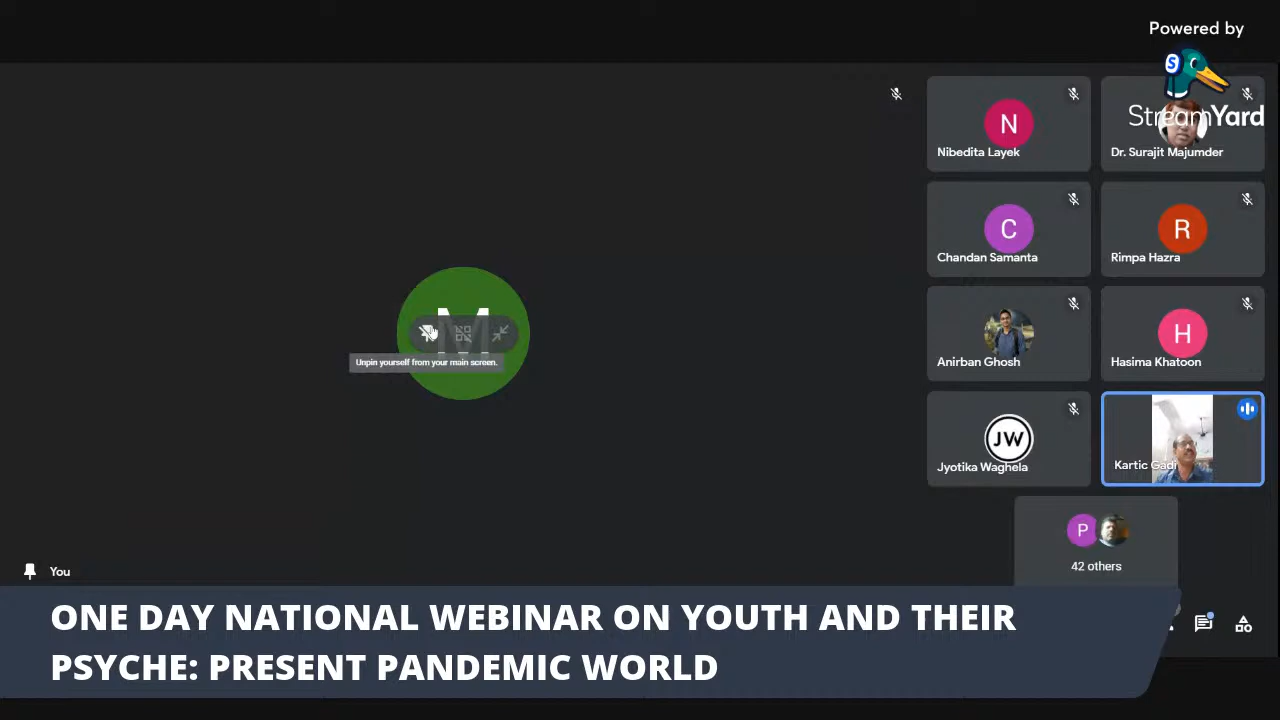 Powered by
StreamYard
N
Nibedita Layek
Dr. Surajit Majumder
C
Chandan Samanta
R
Rimpa Hazra
M
Unpin yourself from your main screen.
Anirban Ghosh
H
Hasima Khatoon
JW
Jyotika Waghela
Kartic Gadi
P
42 others
You
ONE DAY NATIONAL WEBINAR ON YOUTH AND THEIR
PSYCHE: PRESENT PANDEMIC WORLD